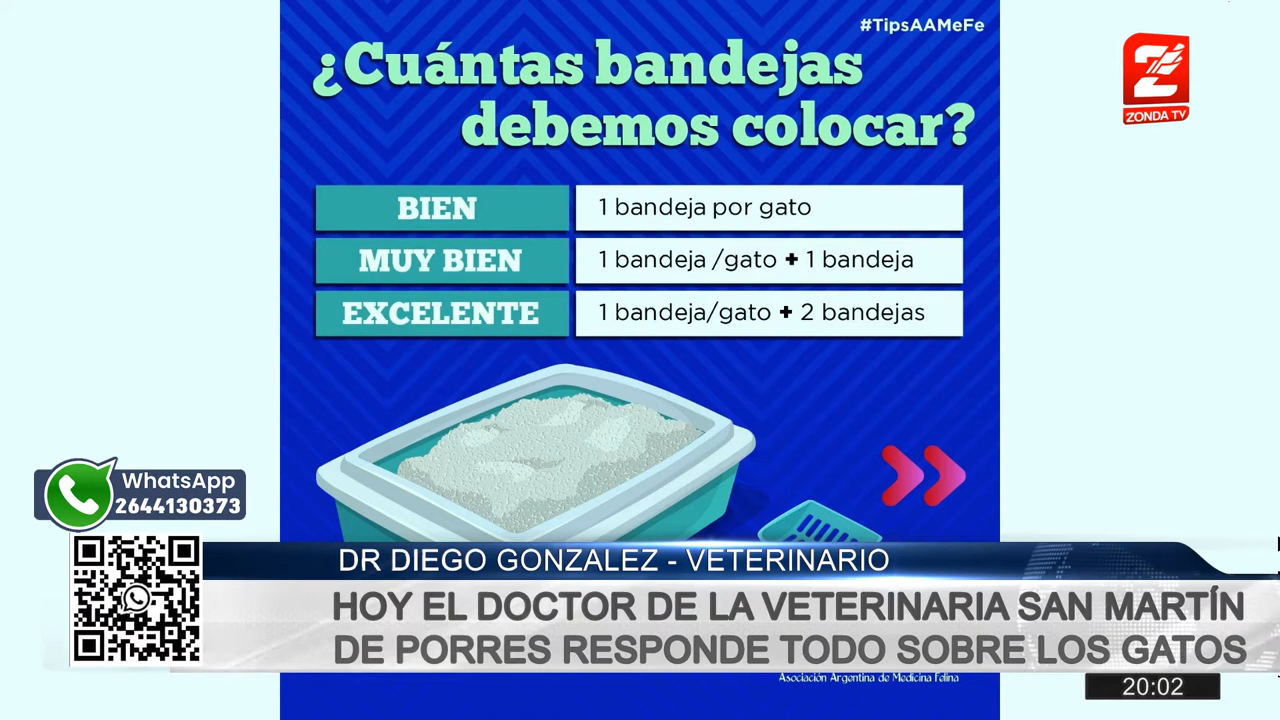 #TipsAAMeFe
¿Cuántas bandejas
debemos colocar?
ZONDA TV
BIEN
1 bandeja por gato
MUY BIEN
1 bandeja /gato + 1 bandeja
EXCELENTE
1 bandeja/gato + 2 bandejas
WhatsApp
2644130373
DR DIEGO GONZALEZ - VETERINARIO
HOY EL DOCTOR DE LA VETERINARIA SAN MARTÍN
DE PORRES RESPONDE TODO SOBRE LOS GATOS
Asociación Argentina de Medicina Felina
20:02